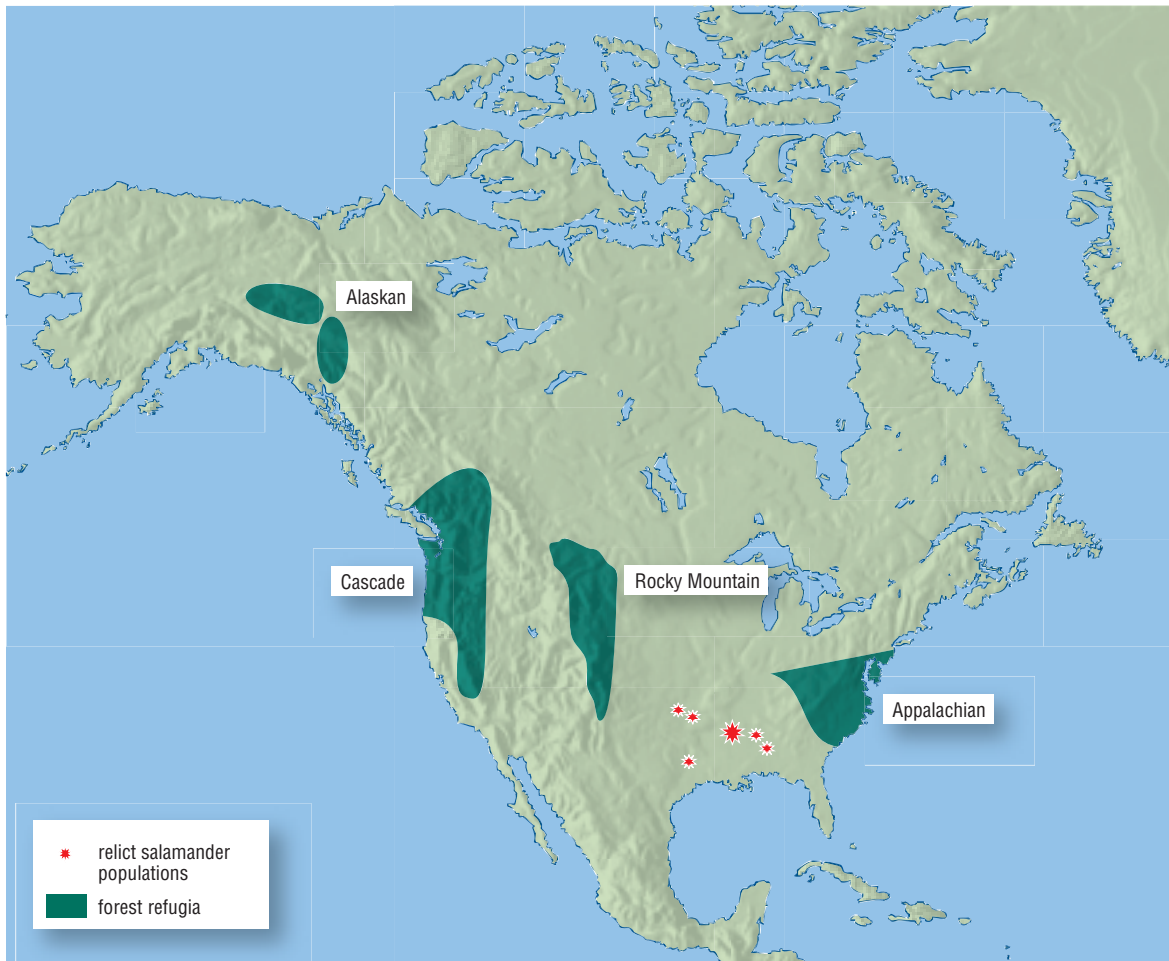 Alaskan
Cascade
Rocky Mountain
Appalachian
relict salamander
populations
forest refugia